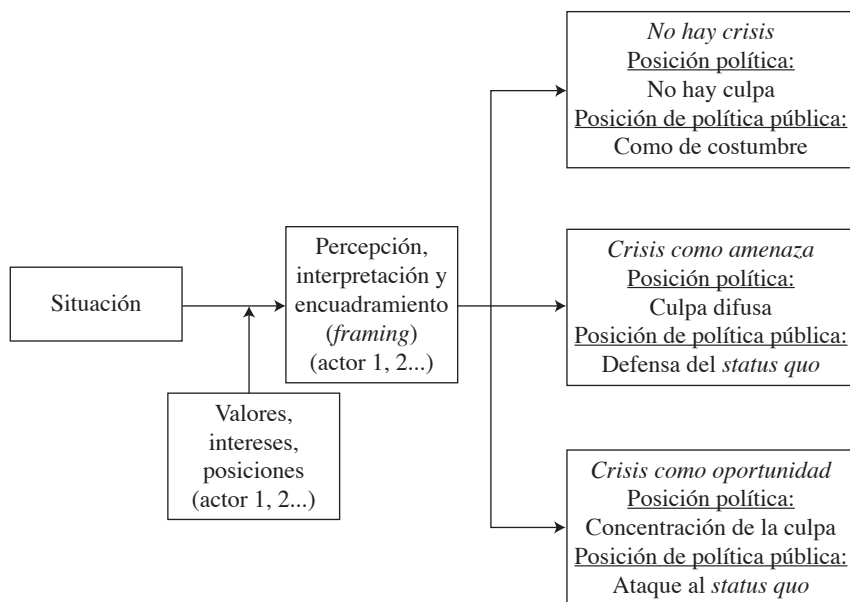 Situación
Valores,
intereses,
posiciones
(actor 1, 2...)
Percepción,
interpretación y
encuadramiento
(framing)
(actor 1, 2...)
No hay crisis
Posición política:
No hay culpa
Posición de política pública:
Como de costumbre
Crisis como amenaza
Posición política:
Culpa difusa
Posición de política pública:
Defensa del status quo
Crisis como oportunidad
Posición política:
Concentración de la culpa
Posición de política pública:
Ataque al status quo